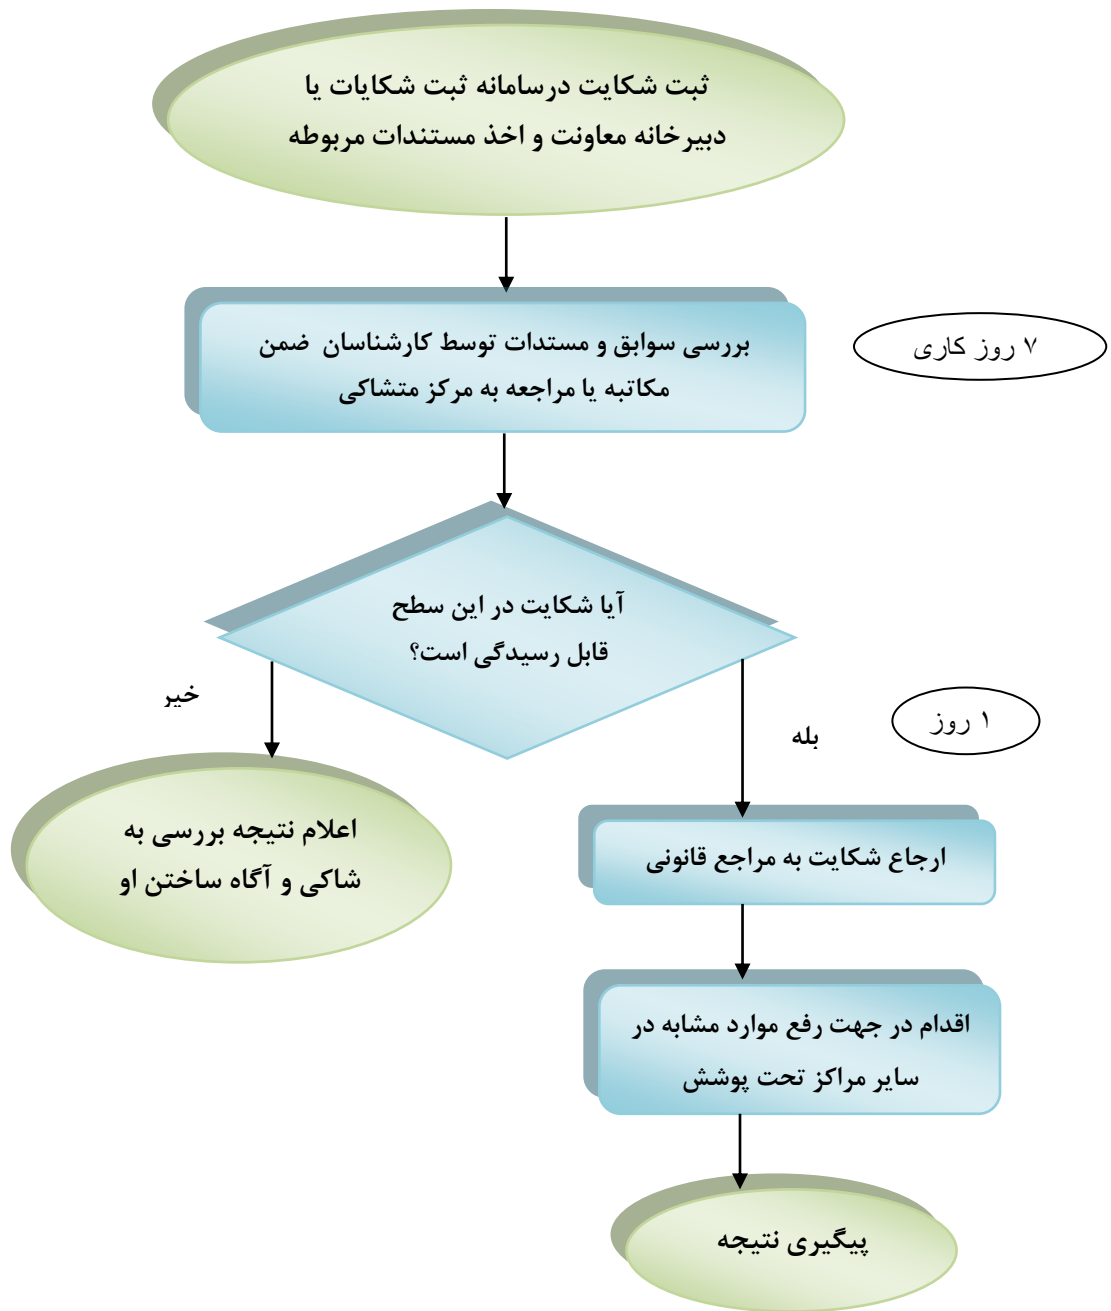 ثبت شکایت درسامانه ثبت شکایات یا
دبیرخانه معاونت و اخذ مستندات مربوطه
بررسی سوابق و مستدات توسط کارشناسان ضمن
مکاتبه یا مراجعه به مرکز متشاکی
۷ روز کاری
آیا شکایت در این سطح
قابل رسیدگی است؟
خیر
بله
۱ روز
اعلام نتیجه بررسی به
شاکی و آگاه ساختن او
ارجاع شکایت به مراجع قانونی
اقدام در جهت رفع موارد مشابه در
سایر مراکز تحت پوشش
پیگیری نتیجه